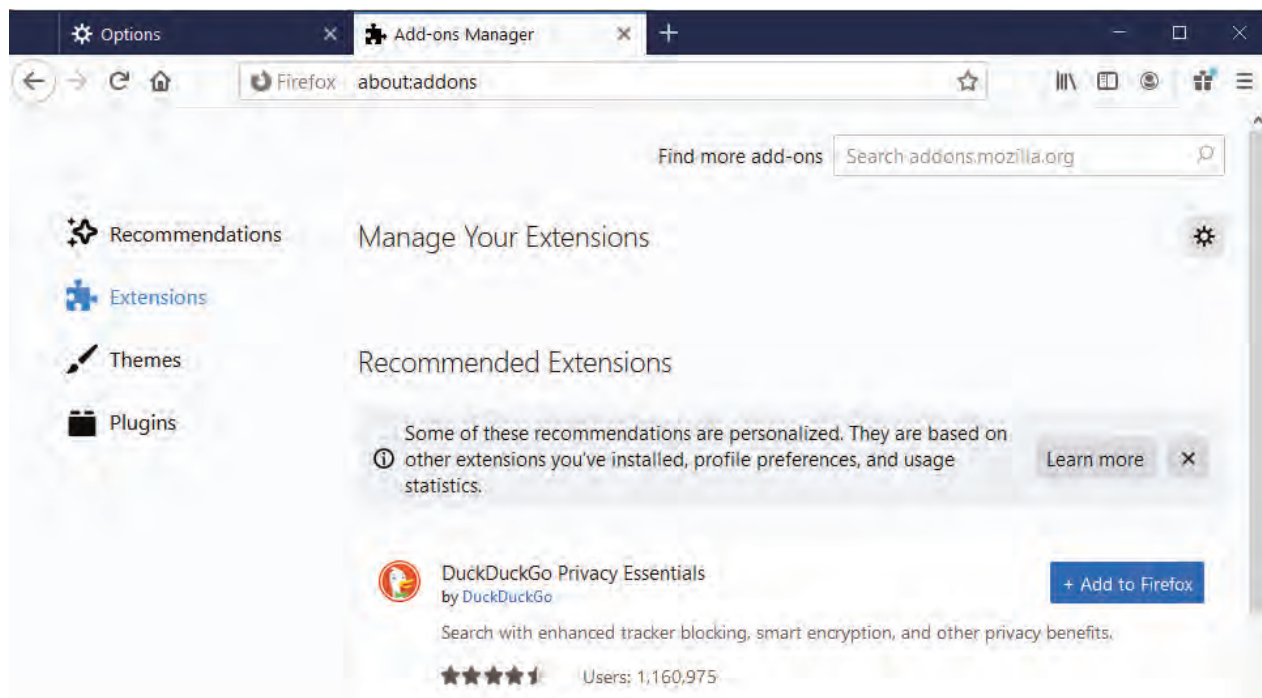 Options
Add-ons Manager
Firefox about:addons
Find more add-ons Search addons.mozilla.org
Recommendations
Extensions
Themes
Plugins
Manage Your Extensions
Recommended Extensions
Some of these recommendations are personalized. They are based on
other extensions you've installed, profile preferences, and usage
statistics.
Learn more
DuckDuckGo Privacy Essentials
by DuckDuckGo
+ Add to Firefox
Search with enhanced tracker blocking, smart encryption, and other privacy benefits.
Users: 1,160,975